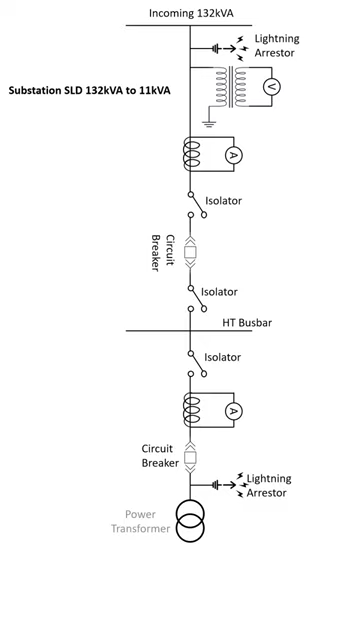 Incoming 132kVA
Lightning
Arrestor
V
Substation SLD 132kVA to 11kVA
A
Isolator
Circuit
Breaker
Isolator
HT Busbar
Isolator
A
Circuit
Breaker
Lightning
Arrestor
Power
Transformer